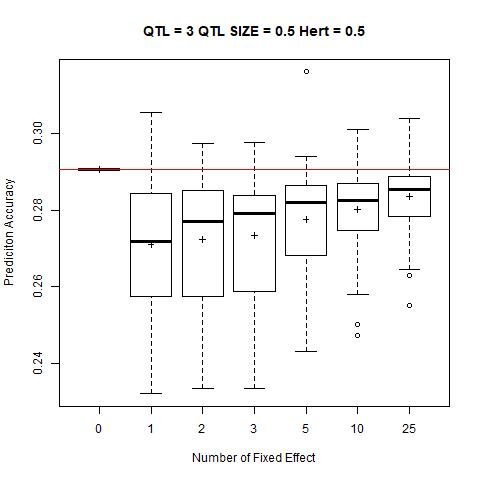 QTL = 3 QTL SIZE = 0.5 Hert = 0.5
Prediciton Accuracy
0.30
0.28
0.26
0.24
0 1 2 3 5 10 25
Number of Fixed Effect